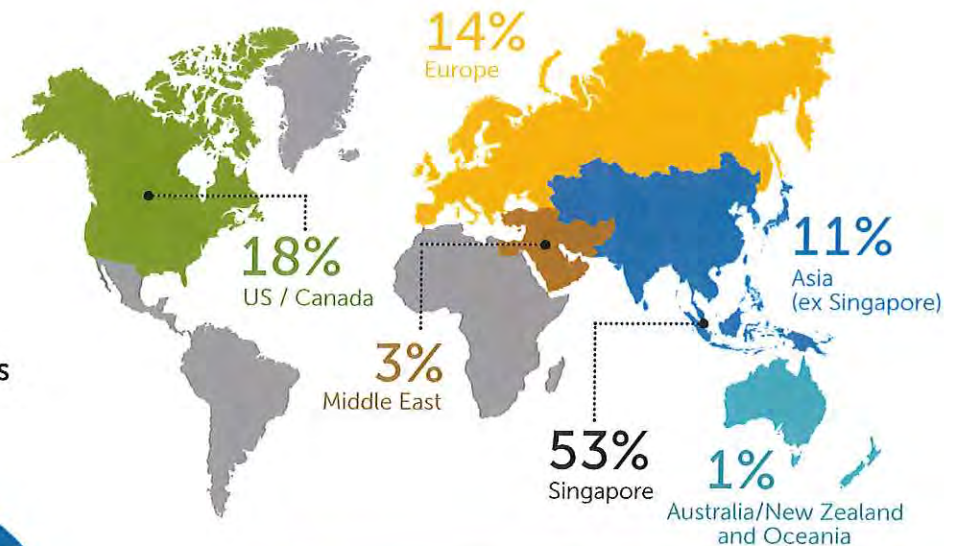 14%
Europe
18%
US / Canada
11%
Asia
(ex Singapore)
3%
Middle East
53%
Singapore
1%
Australia/New Zealand
and Oceania